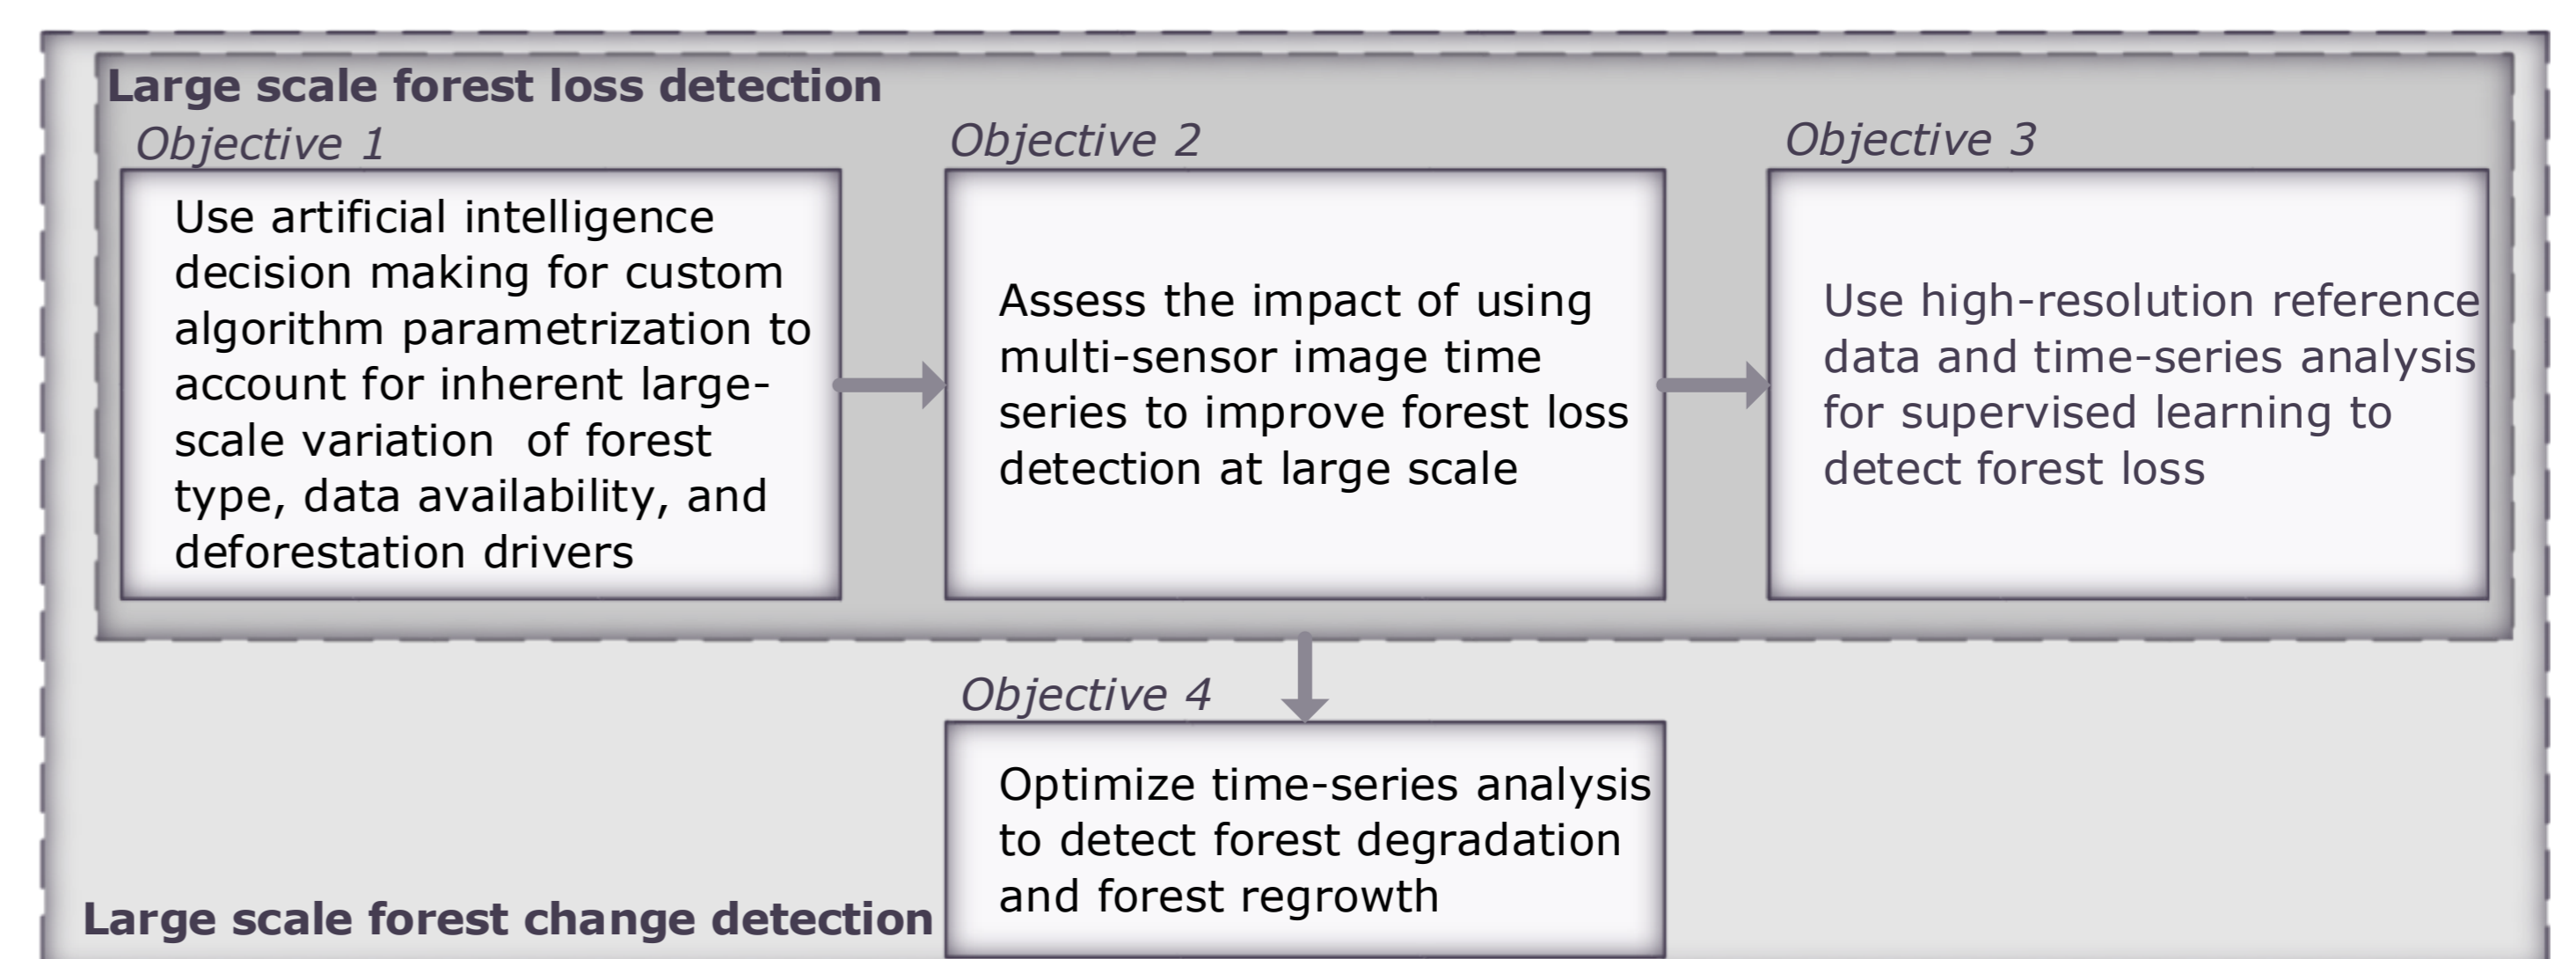 Large scale forest loss detection
Objective 1
Use artificial intelligence
decision making for custom
algorithm parametrization to
account for inherent large-
scale variation  of forest
type, data availability, and
deforestation drivers
Objective 2
Assess the impact of using
multi-sensor image time
series to improve forest loss
detection at large scale
Objective 3
Use high-resolution reference
data and time-series analysis
for supervised learning to
detect forest loss
Objective 4
Optimize time-series analysis
to detect forest degradation
and forest regrowth
Large scale forest change detection